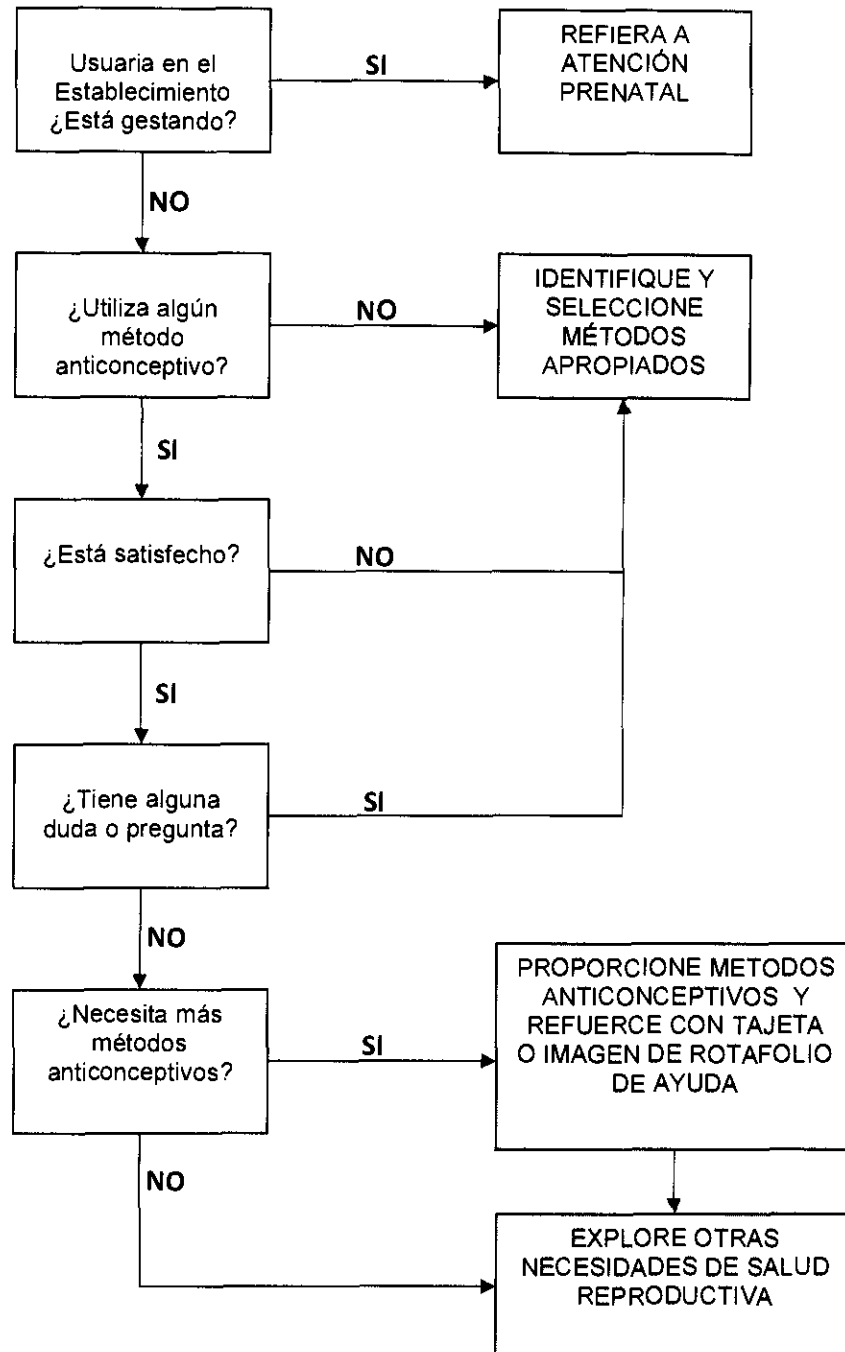 Usuaria en el
Establecimiento
¿Está gestando?
SI
REFIERA A
ATENCIÓN
PRENATAL
NO
¿Utiliza algún
método
anticonceptivo?
NO
IDENTIFIQUE Y
SELECCIONE
MÉTODOS
APROPIADOS
SI
¿Está satisfecho?
NO
SI
¿Tiene alguna
duda o pregunta?
SI
NO
¿Necesita más
métodos
anticonceptivos?
SI
PROPORCIONE METODOS
ANTICONCEPTIVOS Y
REFUERCE CON TAJETA
O IMAGEN DE ROTAFOLIO
DE AYUDA
NO
EXPLORE OTRAS
NECESIDADES DE SALUD
REPRODUCTIVA